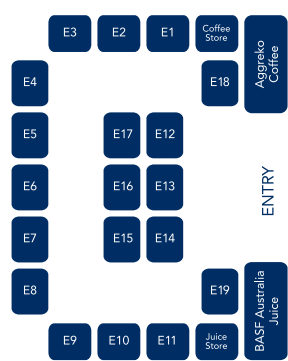 E3
E2
E1
Coffee
Store
Aggreko
Coffee
E4
E18
E5
E17
E12
E6
E16
E13
ENTRY
E7
E15
E14
E8
E19
BASF Australia
Juice
E9
E10
E11
Juice
Store